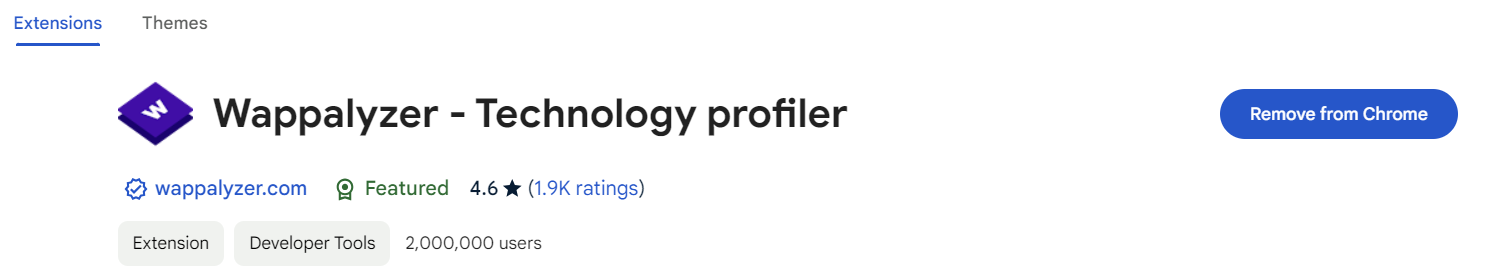 Extensions Themes
W
Wappalyzer - Technology profiler
Remove from Chrome
wappalyzer.com Featured 4.6 ★ (1.9K ratings)
Extension Developer Tools 2,000,000 users